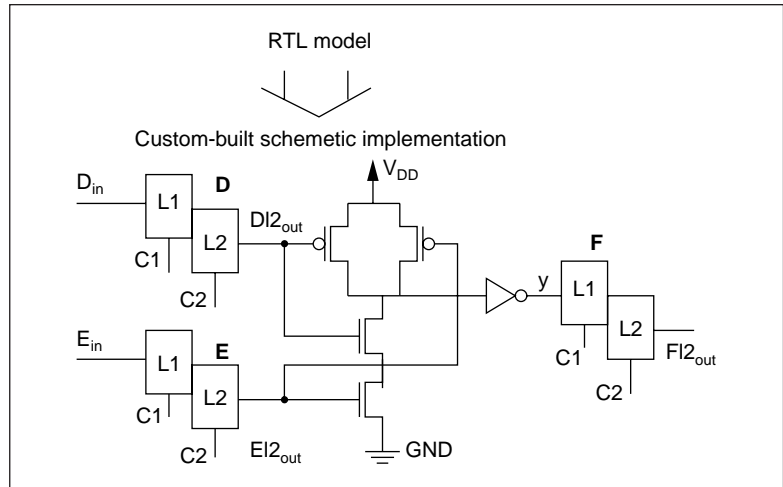 RTL model
Custom-built schemetic implementation
V_DD
D_in
D
L1
L2
Dl2_out
C1
C2
E_in
E
L1
L2
El2_out
C1
C2
GND
y
F
L1
L2
Fl2_out
C1
C2